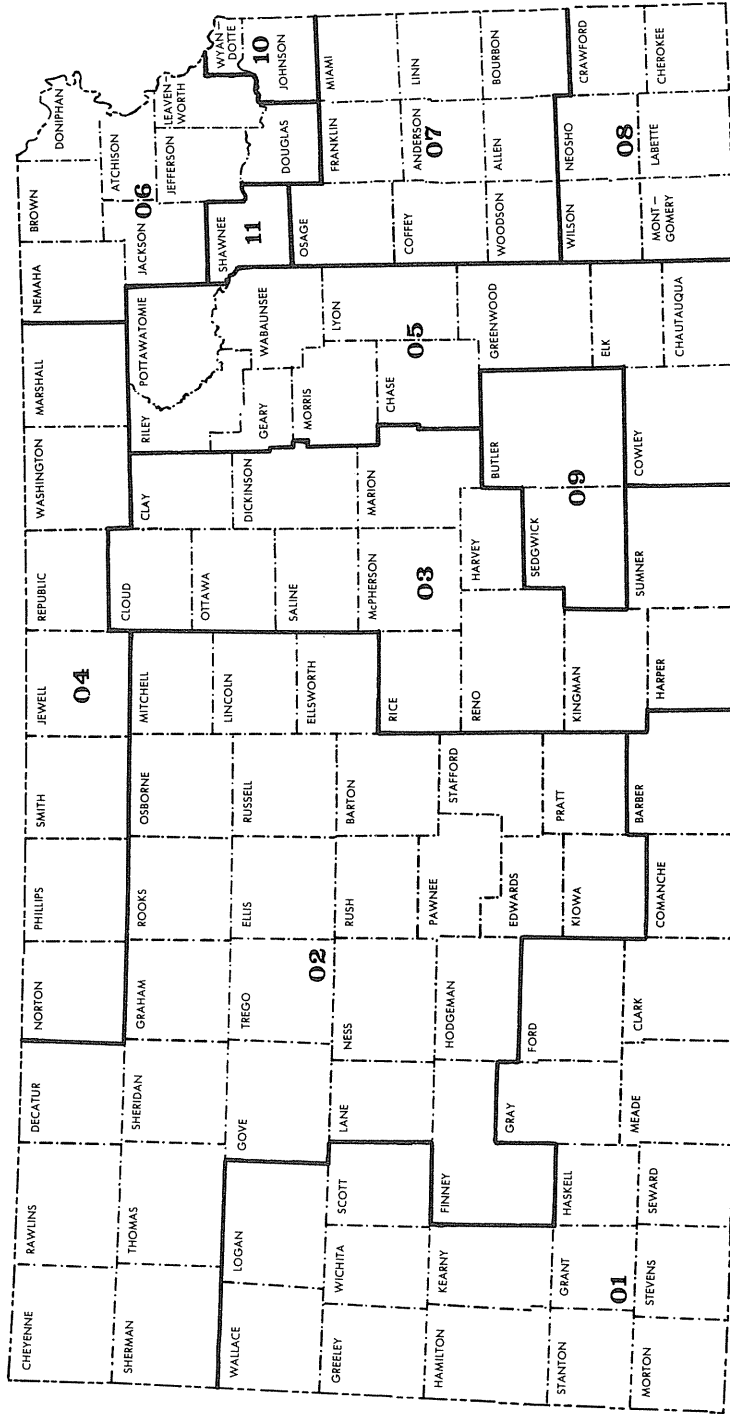 CHEYENNE
RAWLINS
DECATUR
NORTON
PHILLIPS
SMITH
JEWELL
REPUBLIC
WASHINGTON
MARSHALL
NEMAHA
BROWN
DONIPHAN
04
SHERMAN
THOMAS
SHERIDAN
GRAHAM
ROOKS
OSBORNE
MITCHELL
CLOUD
CLAY
RILEY
POTTAWATOMIE
JACKSON
ATCHISON
06
JEFFERSON
LEAVEN
WORTH
WYAN-
DOTTE
10
WALLACE
LOGAN
GOVE
TREGO
ELLIS
RUSSELL
LINCOLN
OTTAWA
DICKINSON
GEARY
WABAUNSEE
SHAWNEE
11
DOUGLAS
JOHNSON
02
ELLSWORTH
SALINE
MORRIS
GREELEY
WICHITA
SCOTT
LANE
NESS
RUSH
BARTON
RICE
McPHERSON
MARION
CHASE
LYON
OSAGE
FRANKLIN
MIAMI
03
05
HAMILTON
KEARNY
FINNEY
HODGEMAN
PAWNEE
STAFFORD
RENO
HARVEY
BUTLER
GREENWOOD
COFFEY
ANDERSON
07
LINN
STANTON
GRANT
HASKELL
GRAY
FORD
EDWARDS
KIOWA
PRATT
KINGMAN
SEDGWICK
09
ELK
WOODSON
ALLEN
BOURBON
01
WILSON
NEOSHO
08
CRAWFORD
MORTON
STEVENS
SEWARD
MEADE
CLARK
COMANCHE
BARBER
HARPER
SUMNER
COWLEY
CHAUTAUQUA
MONT-
GOMERY
LABETTE
CHEROKEE